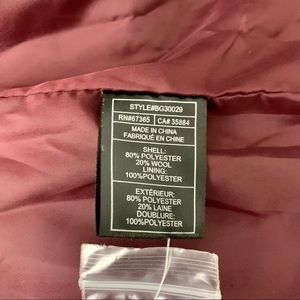 STYLE#BG30029
RN#67365 CA# 35884
MADE IN CHINA
FABRIQUÉ EN CHINE
SHELL:
80% POLYESTER
20% WOOL
LINING:
100%POLYESTER
EXTÉRIEUR:
80% POLYESTER
20% LAINE
DOUBLURE:
100%POLYESTER